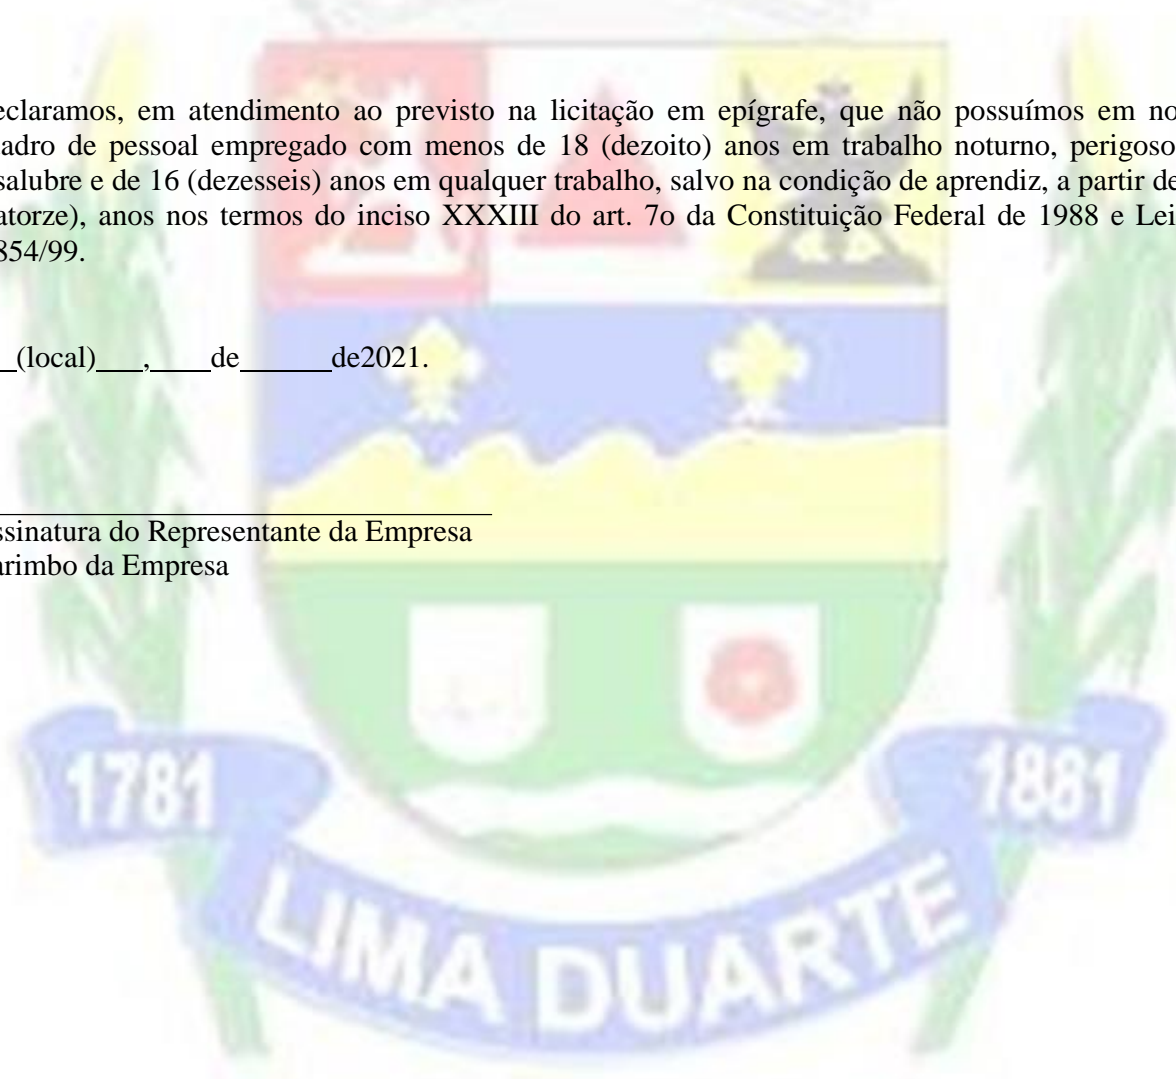 eclaramos, em atendimento ao previsto na licitação em epígrafe, que não possuímos em no
adro de pessoal empregado com menos de 18 (dezoito) anos em trabalho noturno, perigoso
salubre e de 16 (dezesseis) anos em qualquer trabalho, salvo na condição de aprendiz, a partir de
atorze), anos nos termos do inciso XXXIII do art. 7o da Constituição Federal de 1988 e Lei
854/99.
__(local)___,____de______de2021.
ssinatura do Representante da Empresa
arimbo da Empresa
1781
1881
LIMA DUARTE